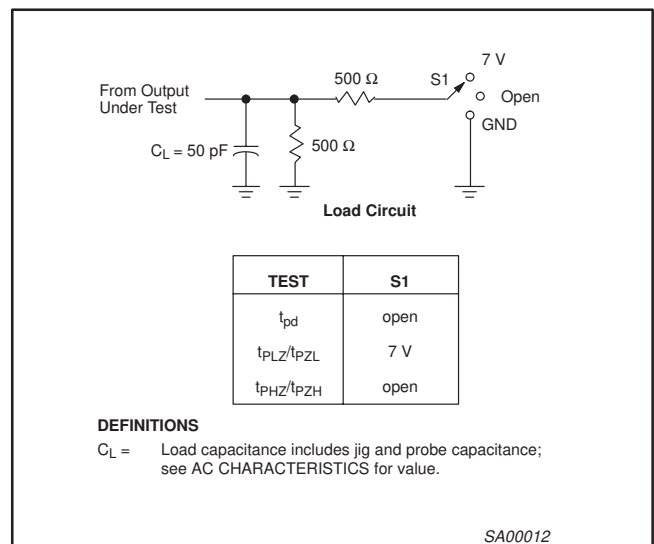 7 V
500 Ω
S1
From Output
Under Test
Open
GND
C_L = 50 pF
500 Ω
Load Circuit
TEST S1
t_pd open
t_PLZ/t_PZL 7 V
t_PHZ/t_PZH open
DEFINITIONS
C_L = Load capacitance includes jig and probe capacitance;
see AC CHARACTERISTICS for value.
SA00012